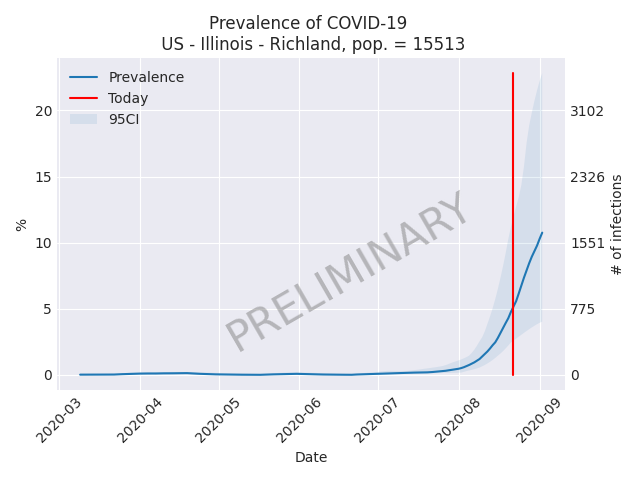 Prevalence of COVID-19
US - Illinois - Richland, pop. = 15513
Prevalence
Today
95CI
PRELIMINARY
%
20
15
10
5
0
3102
2326
1551
775
0
# of infections
2020-03
2020-04
2020-05
2020-06
2020-07
2020-08
2020-09
Date